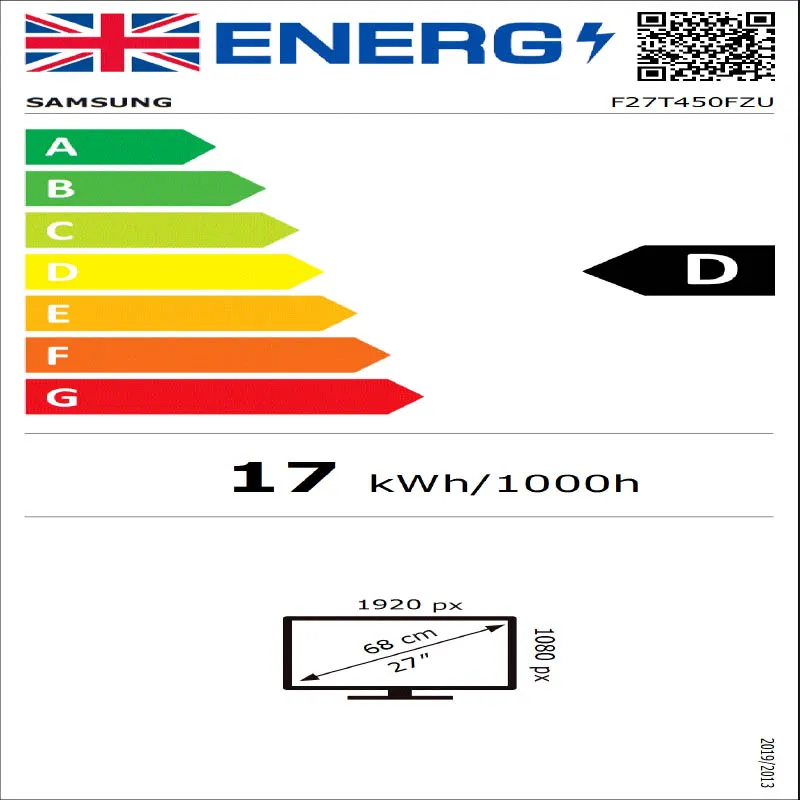 ENERG
SAMSUNG
F27T450FZU
A
B
C
D
D
E
F
G
17 kWh/1000h
1920 px
68 cm
27"
1080 px
2019/2013